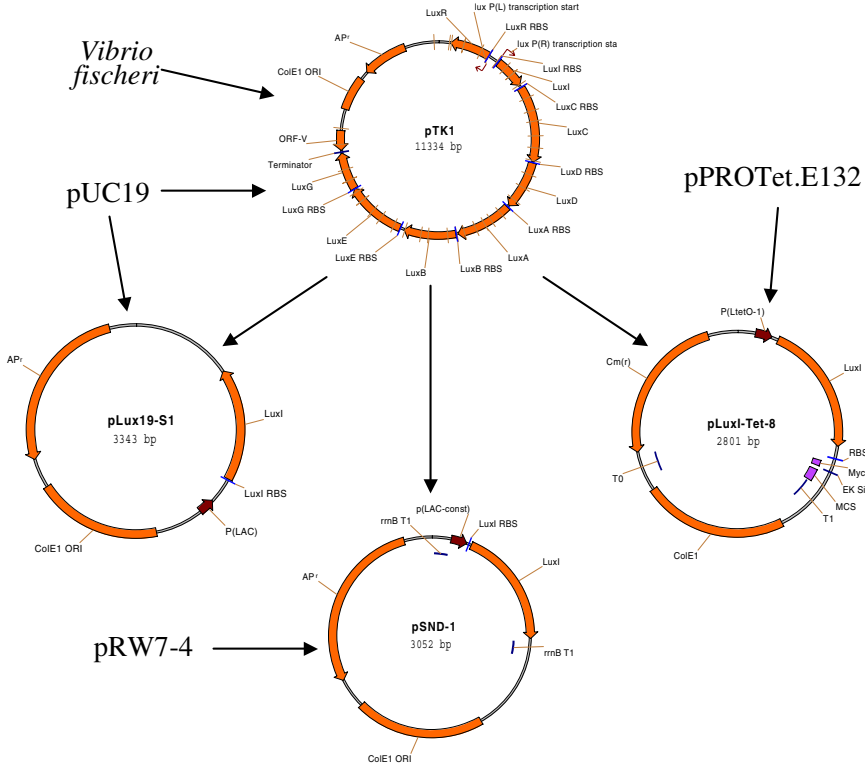 Vibrio
fischeri
pUC19
pPROTet.E132
pRW7-4
pTK1
11334 bp
LuxR
lux P(L) transcription start
LuxR RBS
lux P(R) transcription sta
LuxI RBS
LuxI
LuxC RBS
LuxC
LuxD RBS
LuxD
LuxA RBS
LuxA
LuxB RBS
LuxB
LuxE RBS
LuxE
LuxG RBS
LuxG
Terminator
ORF-V
ColE1 ORI
APr
pLux19-S1
3343 bp
APr
LuxI
LuxI RBS
P(LAC)
ColE1 ORI
pSND-1
3052 bp
p(LAC-const)
rrnB T1
LuxI RBS
LuxI
rrnB T1
ColE1 ORI
APr
pLuxI-Tet-8
2801 bp
P(LtetO-1)
Cm(r)
LuxI
RBS
Myc
EK Si
MCS
T1
ColE1
T0